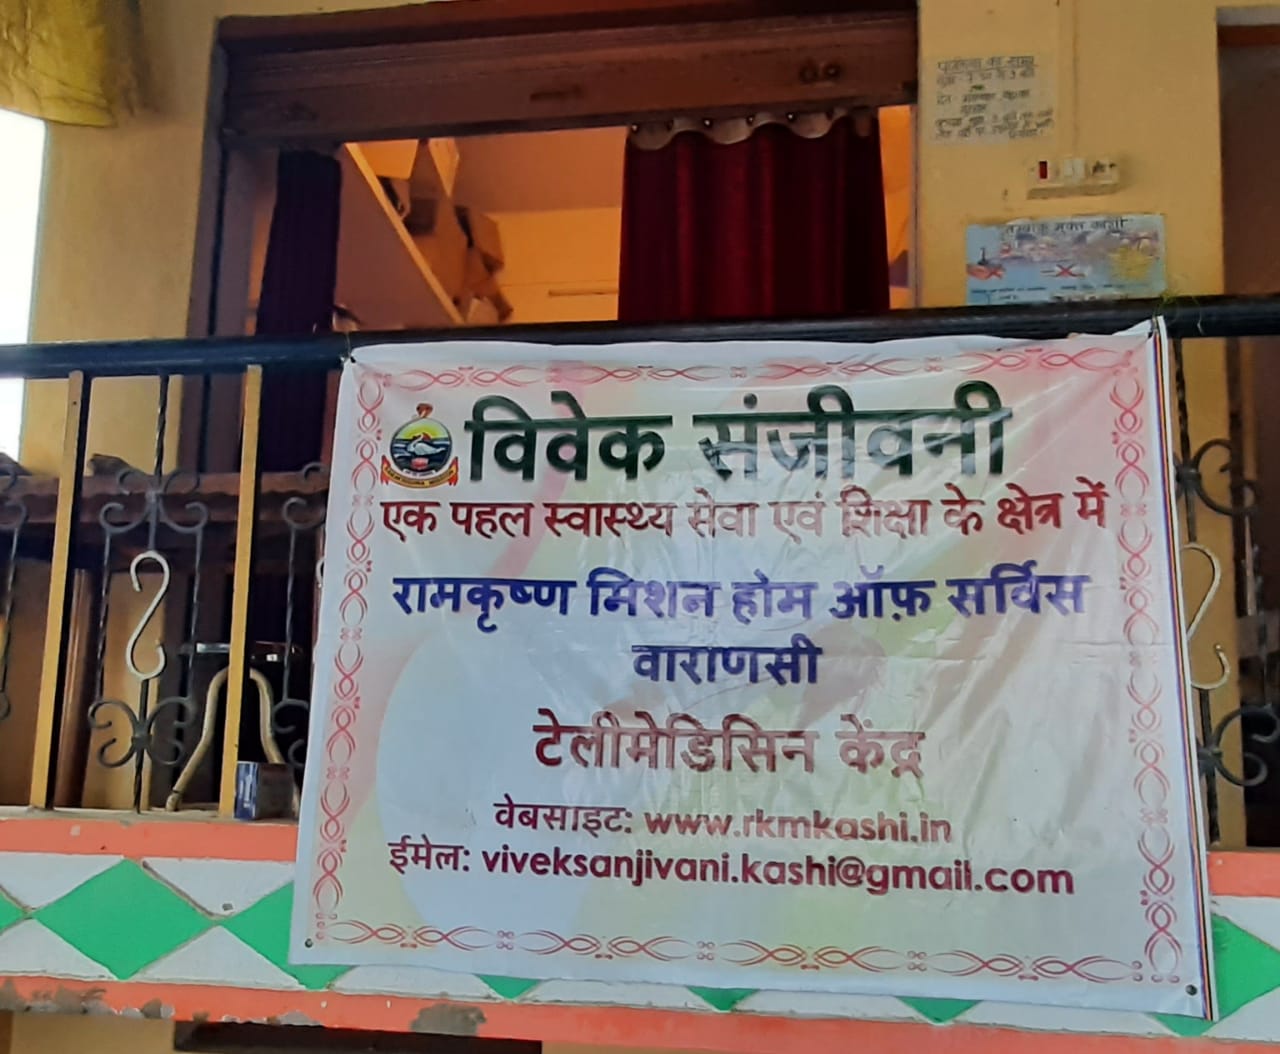 तम्बाकू मुक्त काशी
विवेक संजीवनी
एक पहल स्वास्थ्य सेवा एवं शिक्षा के क्षेत्र में
रामकृष्ण मिशन होम ऑफ़ सर्विस
वाराणसी
टेलीमेडिसिन केंद्र
वेबसाइट: www.rkmkashi.in
ईमेल: viveksanjivani.kashi@gmail.com